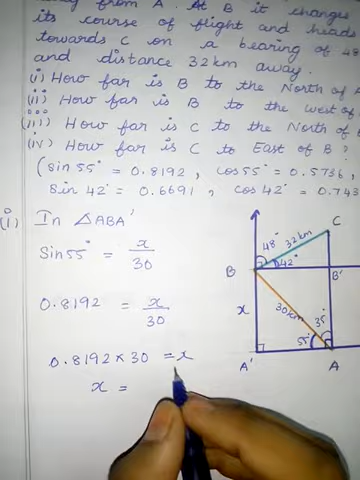 from A. At B it changes
its course of flight and heads
towards C on a bearing of 48
and distance 32 km away.
(i) How far is B to the North of A
(ii) How far is B to the west of
(iii) How far is C to the North of
(iv) How far is C to East of B?
(sin 55° = 0.8192, cos 55° = 0.5736,
sin 42° = 0.6691, cos 42° = 0.743
(i) In △ABA'
Sin 55° = x/30
0.8192 = x/30
0.8192 × 30 = x
x =
C
48°
32 km
42°
B
B'
30 km
x
35°
55°
A'
A